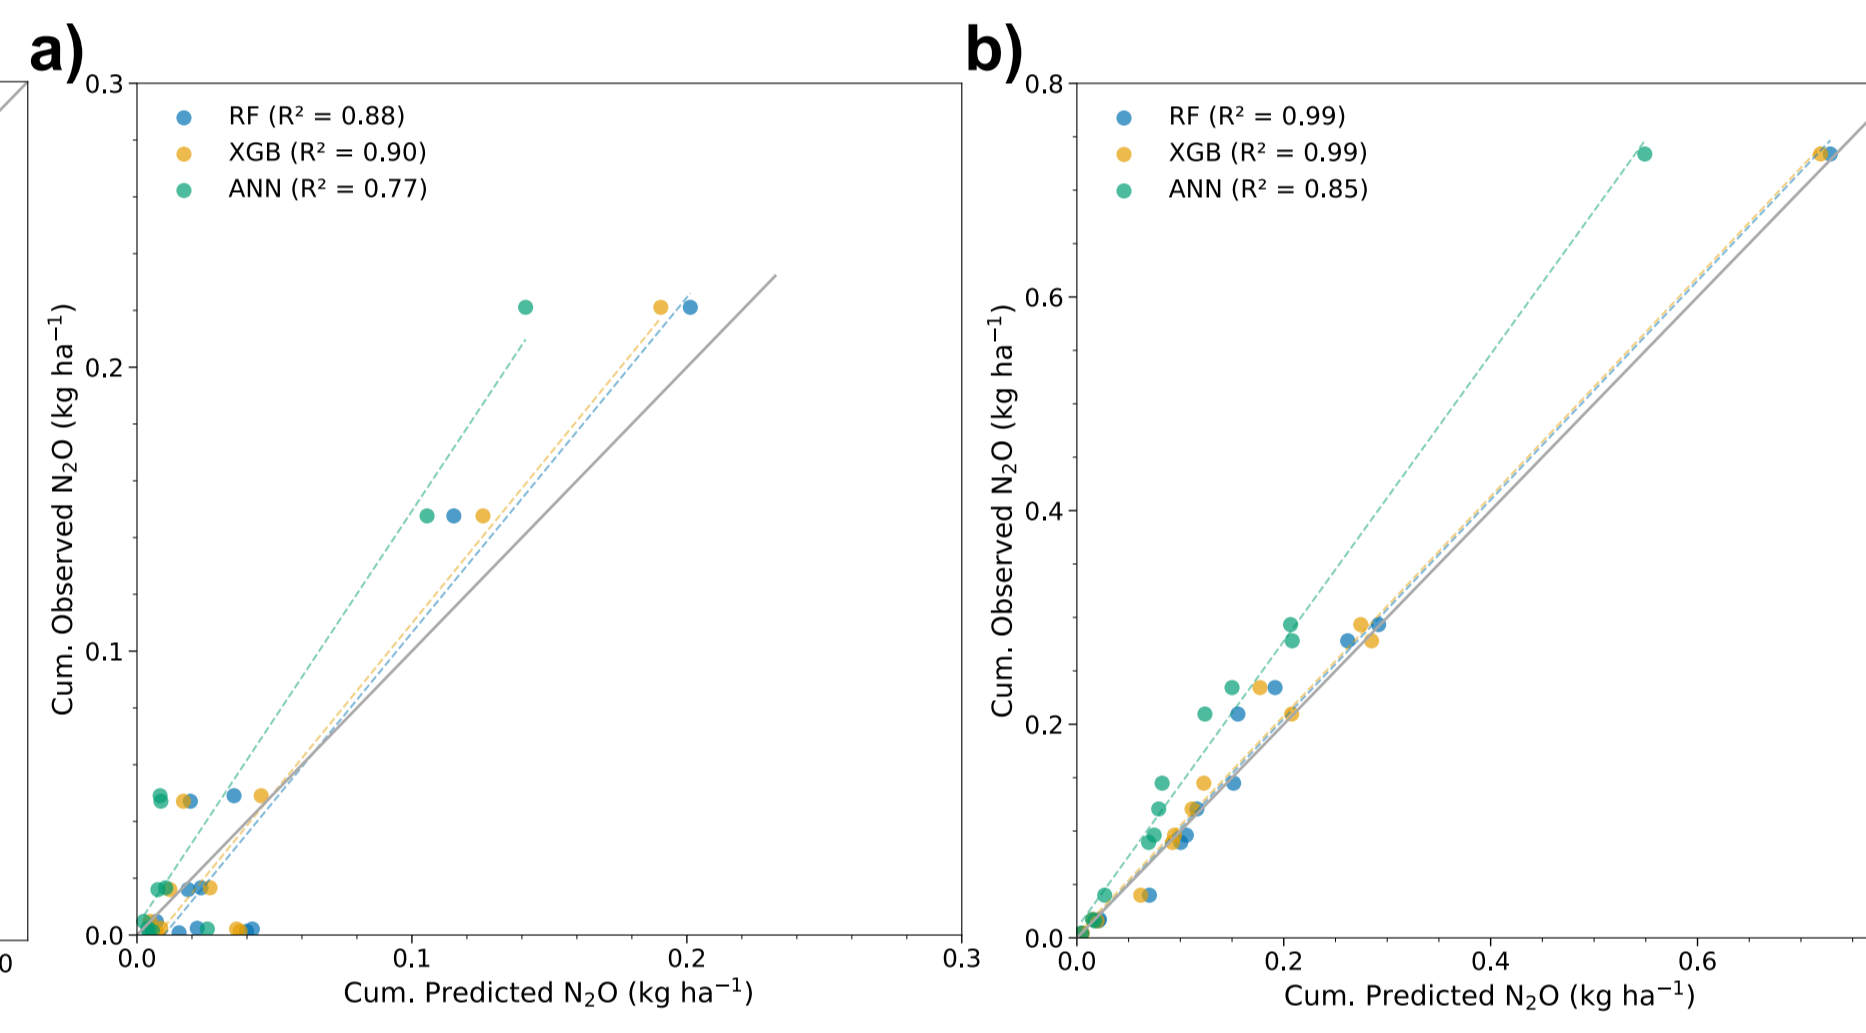 a)
0.3
RF (R² = 0.88)
XGB (R² = 0.90)
ANN (R² = 0.77)
0.2
0.1
0.0
Cum. Observed N₂O (kg ha⁻¹)
0.0 0.1 0.2 0.3
Cum. Predicted N₂O (kg ha⁻¹)
b)
0.8
RF (R² = 0.99)
XGB (R² = 0.99)
ANN (R² = 0.85)
0.6
0.4
0.2
0.0
Cum. Observed N₂O (kg ha⁻¹)
0.0 0.2 0.4 0.6
Cum. Predicted N₂O (kg ha⁻¹)
0